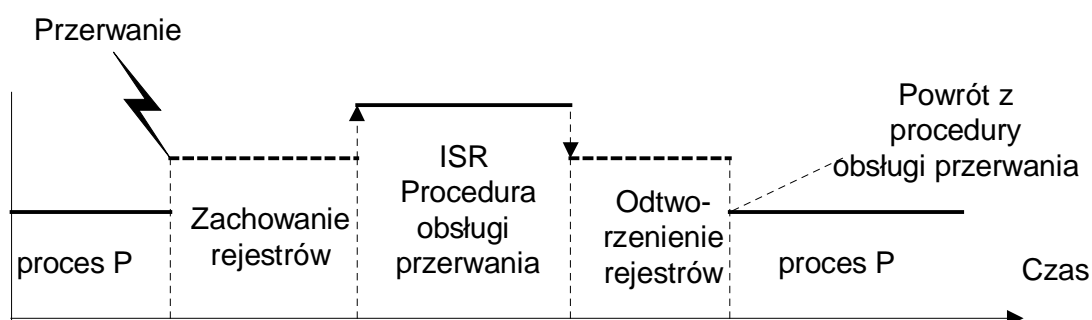 Przerwanie
Powrót z
procedury
obsługi przerwania
ISR
Procedura
obsługi
przerwania
Zachowanie
rejestrów
Odtwo-
rzenienie
rejestrów
proces P
proces P
Czas